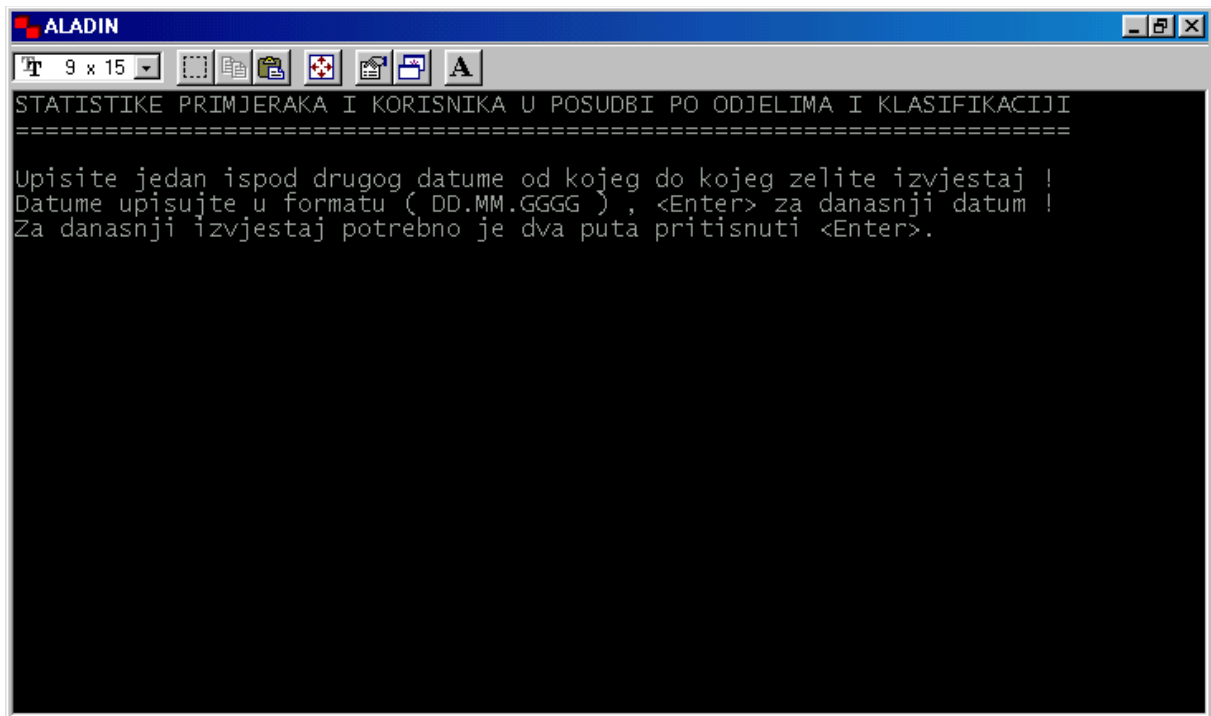 ALADIN
9 x 15
A
STATISTIKE PRIMJERAKA I KORISNIKA U POSUDBI PO ODJELIMA I KLASIFIKACIJI
=======================================================================
Upisite jedan ispod drugog datume od kojeg do kojeg zelite izvjestaj !
Datume upisujte u formatu ( DD.MM.GGGG ) , <Enter> za danasnji datum !
Za danasnji izvjestaj potrebno je dva puta pritisnuti <Enter>.